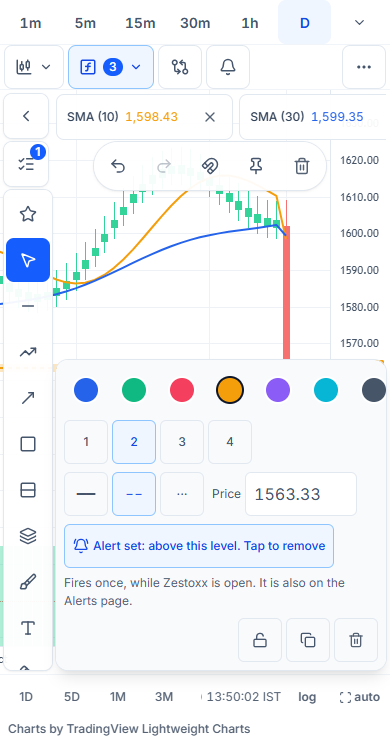 1m 5m 15m 30m 1h D
3
SMA (10) 1,598.43 SMA (30) 1,599.35
1
1620.00
1610.00
1600.00
1590.00
1580.00
1570.00
1 2 3 4
Price 1563.33
Alert set: above this level. Tap to remove
Fires once, while Zestoxx is open. It is also on the
Alerts page.
T
1D 5D 1M 3M 13:50:02 IST log auto
Charts by TradingView Lightweight Charts